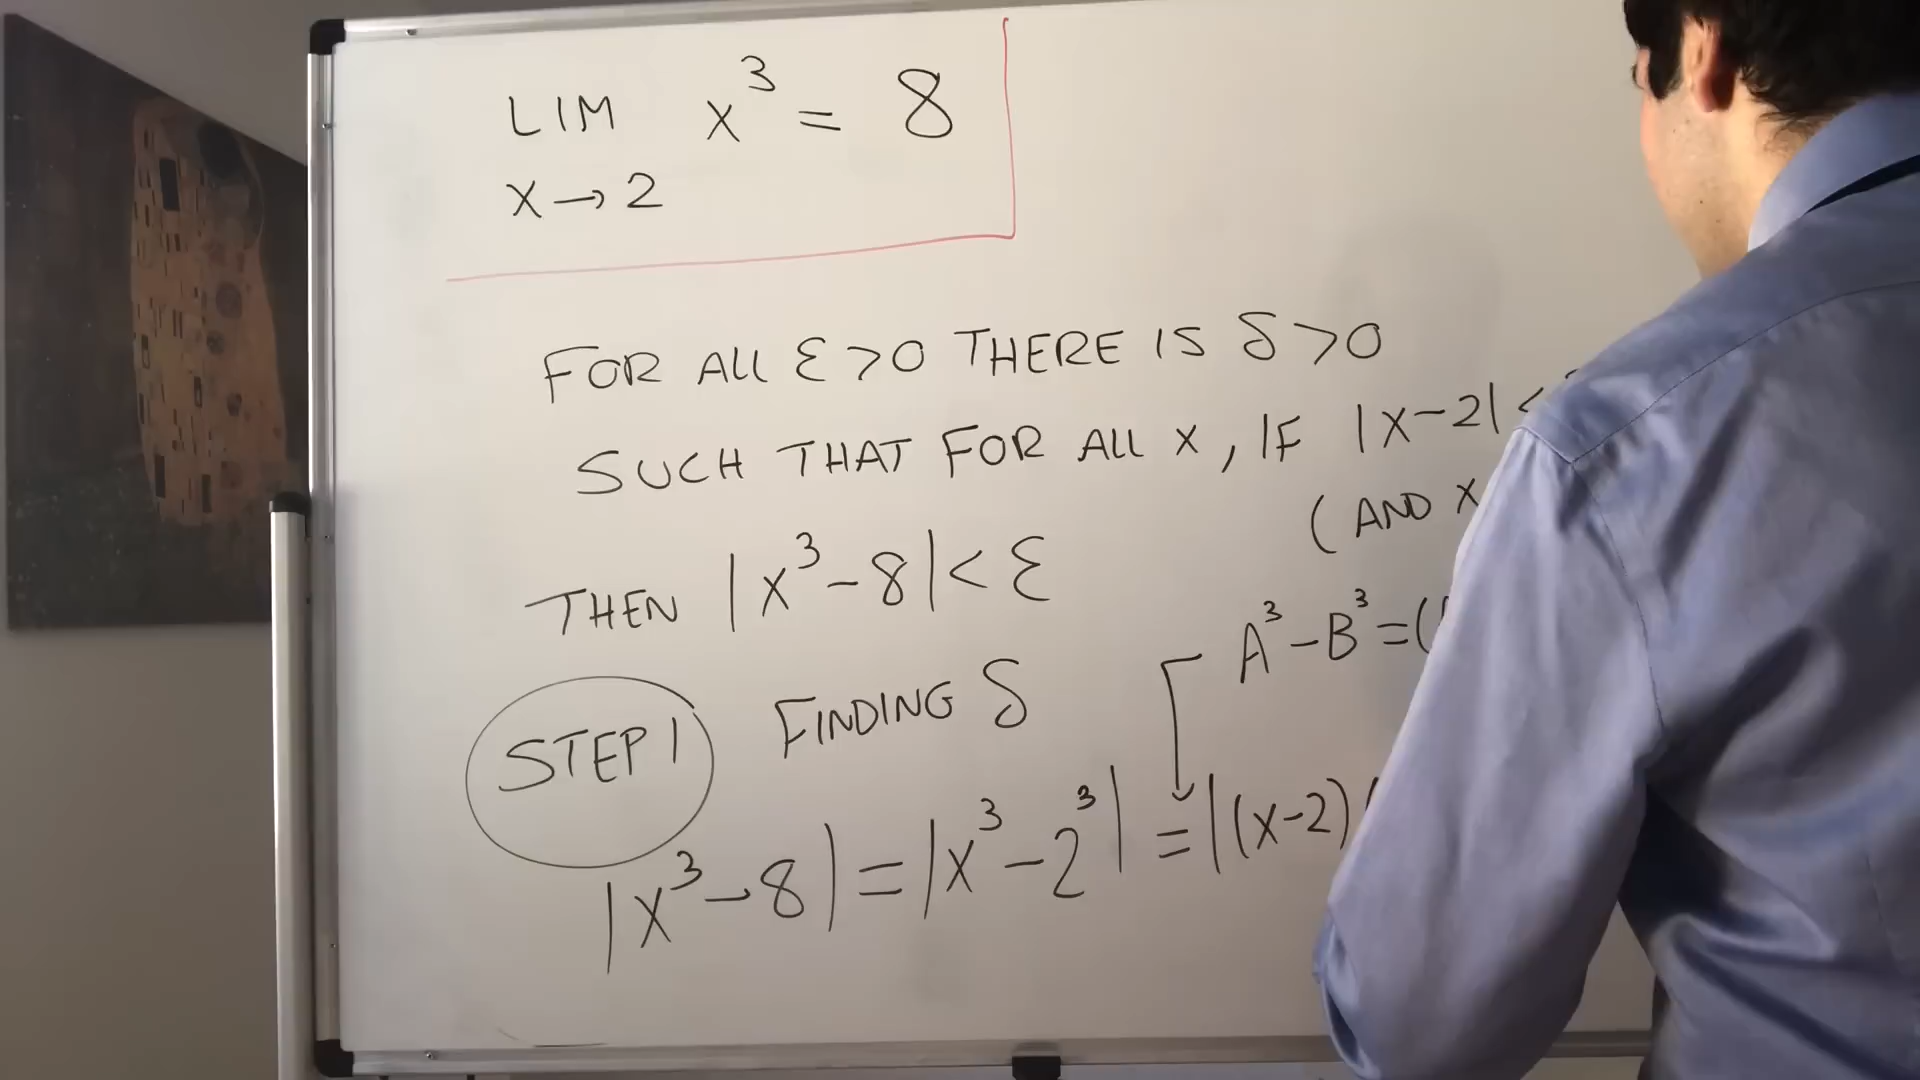 LIM x³ = 8
x→2
FOR ALL ε>0 THERE IS δ>0
SUCH THAT FOR ALL x, IF |x-2|<
(AND x
THEN |x³-8|<ε
A³-B³=(
STEP 1 FINDING δ
|x³-8|=|x³-2³|=|(x-2)(